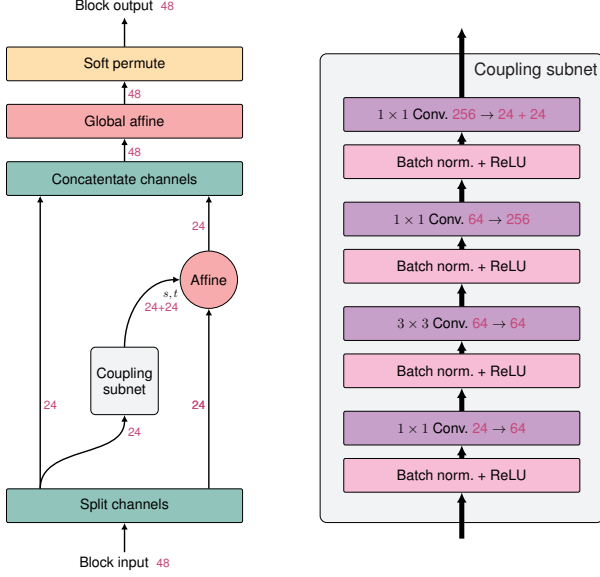 Block output 48
Soft permute
48
Global affine
48
Concatentate channels
24
Affine
s, t
24+24
Coupling
subnet
24
24
24
Split channels
Block input 48
Coupling subnet
1 × 1 Conv. 256 → 24 + 24
Batch norm. + ReLU
1 × 1 Conv. 64 → 256
Batch norm. + ReLU
3 × 3 Conv. 64 → 64
Batch norm. + ReLU
1 × 1 Conv. 24 → 64
Batch norm. + ReLU